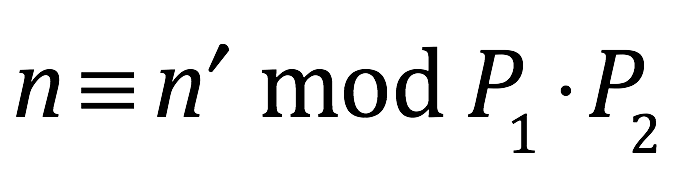 n ≡ n′ mod P₁ · P₂